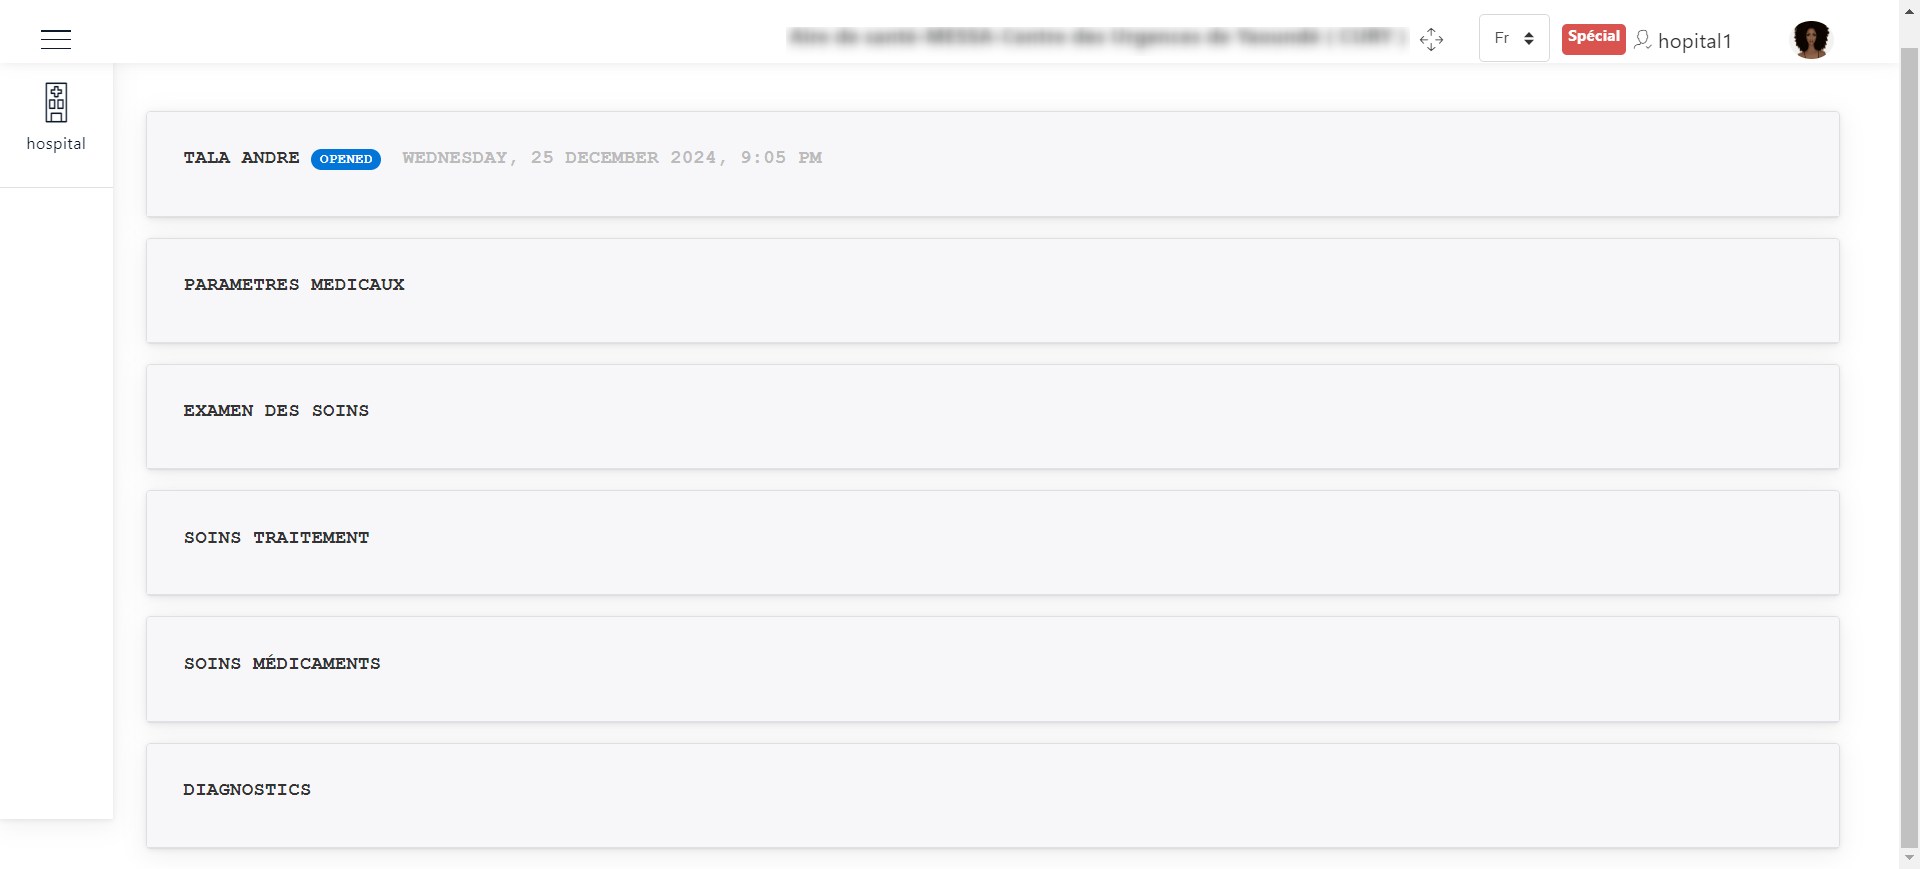 Fr
Spécial
hopital1
hospital
TALA ANDRE OPENED WEDNESDAY, 25 DECEMBER 2024, 9:05 PM
PARAMETRES MEDICAUX
EXAMEN DES SOINS
SOINS TRAITEMENT
SOINS MÉDICAMENTS
DIAGNOSTICS